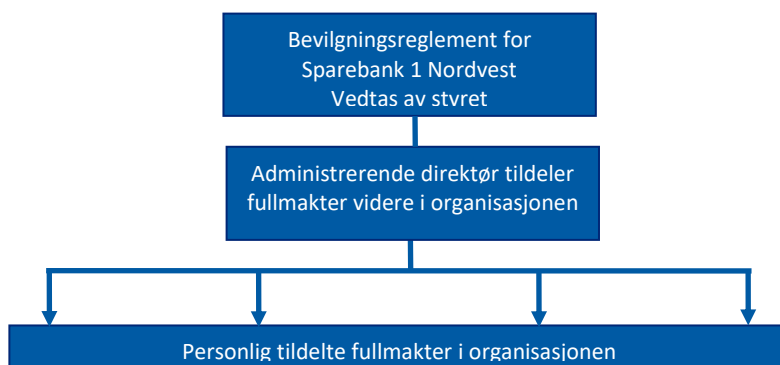 Bevilgningsreglement for
Sparebank 1 Nordvest
Vedtas av styret
Administrerende direktør tildeler
fullmakter videre i organisasjonen
Personlig tildelte fullmakter i organisasjonen